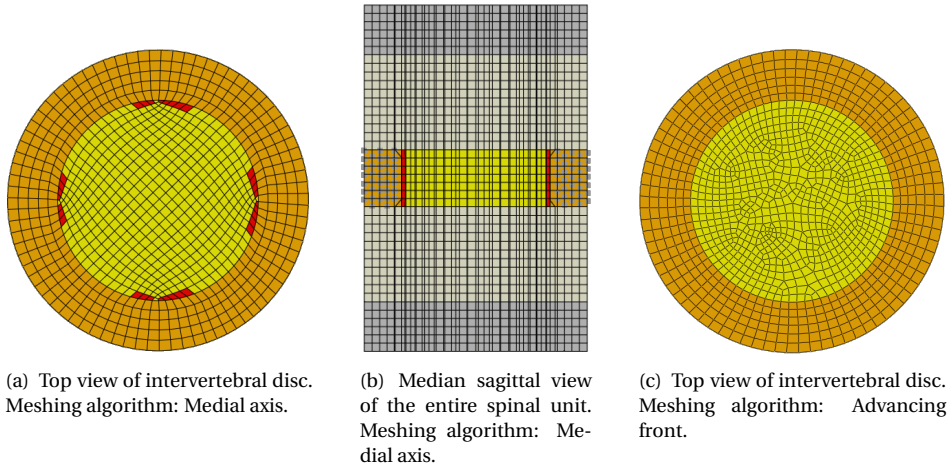 (a) Top view of intervertebral disc.
Meshing algorithm: Medial axis.
(b) Median sagittal view
of the entire spinal unit.
Meshing algorithm: Me-
dial axis.
(c) Top view of intervertebral disc.
Meshing algorithm: Advancing
front.